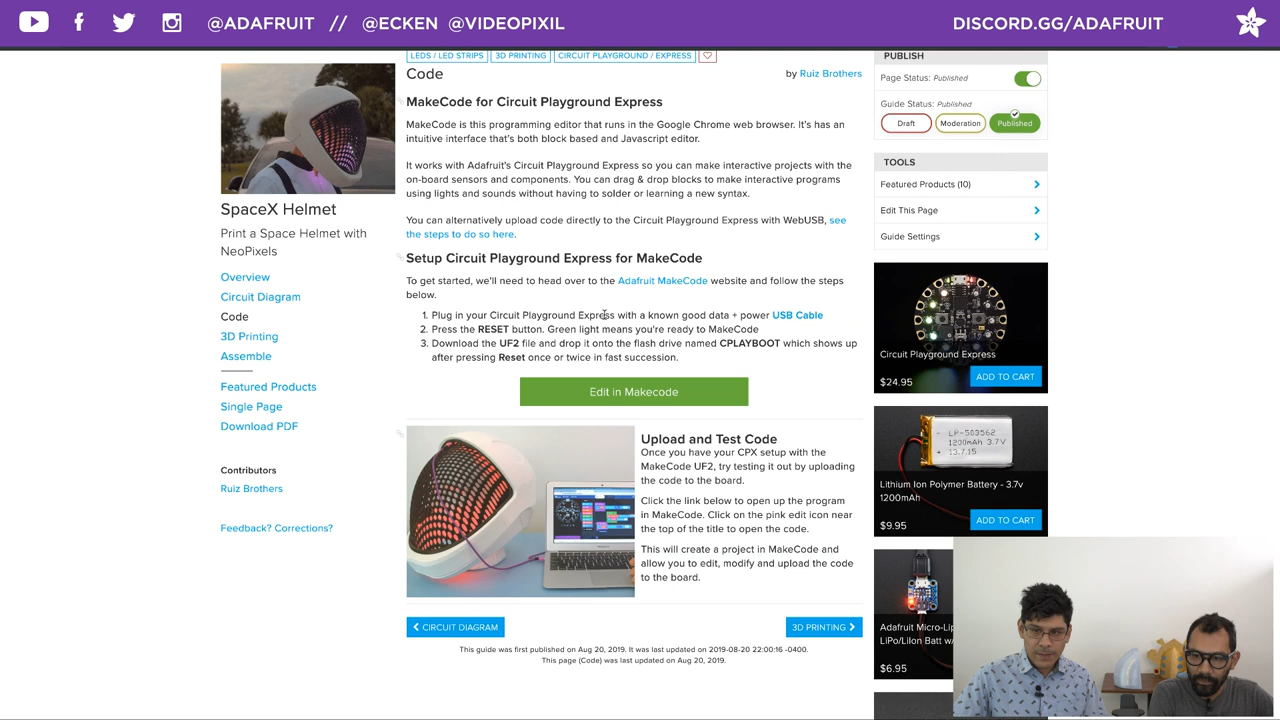 @ADAFRUIT // @ECKEN @VIDEOPIXIL
DISCORD.GG/ADAFRUIT
LEDS / LED STRIPS
3D PRINTING
CIRCUIT PLAYGROUND / EXPRESS
Code
by Ruiz Brothers
MakeCode for Circuit Playground Express
MakeCode is this programming editor that runs in the Google Chrome web browser. It's has an
intuitive interface that's both block based and Javascript editor.
It works with Adafruit's Circuit Playground Express so you can make interactive projects with the
on-board sensors and components. You can drag & drop blocks to make interactive programs
using lights and sounds without having to solder or learning a new syntax.
You can alternatively upload code directly to the Circuit Playground Express with WebUSB, see
the steps to do so here.
Setup Circuit Playground Express for MakeCode
To get started, we'll need to head over to the Adafruit MakeCode website and follow the steps
below.
1. Plug in your Circuit Playground Express with a known good data + power USB Cable
2. Press the RESET button. Green light means you're ready to MakeCode
3. Download the UF2 file and drop it onto the flash drive named CPLAYBOOT which shows up
after pressing Reset once or twice in fast succession.
Edit in Makecode
Upload and Test Code
Once you have your CPX setup with the
MakeCode UF2, try testing it out by uploading
the code to the board.
Click the link below to open up the program
in MakeCode. Click on the pink edit icon near
the top of the title to open the code.
This will create a project in MakeCode and
allow you to edit, modify and upload the code
to the board.
CIRCUIT DIAGRAM
3D PRINTING
This guide was first published on Aug 20, 2019. It was last updated on 2019-08-20 22:00:16 -0400.
This page (Code) was last updated on Aug 20, 2019.
SpaceX Helmet
Print a Space Helmet with
NeoPixels
Overview
Circuit Diagram
Code
3D Printing
Assemble
Featured Products
Single Page
Download PDF
Contributors
Ruiz Brothers
Feedback? Corrections?
PUBLISH
Page Status: Published
Guide Status: Published
Draft
Moderation
Published
TOOLS
Featured Products (10)
Edit This Page
Guide Settings
Circuit Playground Express
$24.95
ADD TO CART
LP-503562
1200mAh 3.7V
13.7.15
Lithium Ion Polymer Battery - 3.7v
1200mAh
$9.95
ADD TO CART
Adafruit Micro-Lip
LiPo/LiIon Batt w/
$6.95